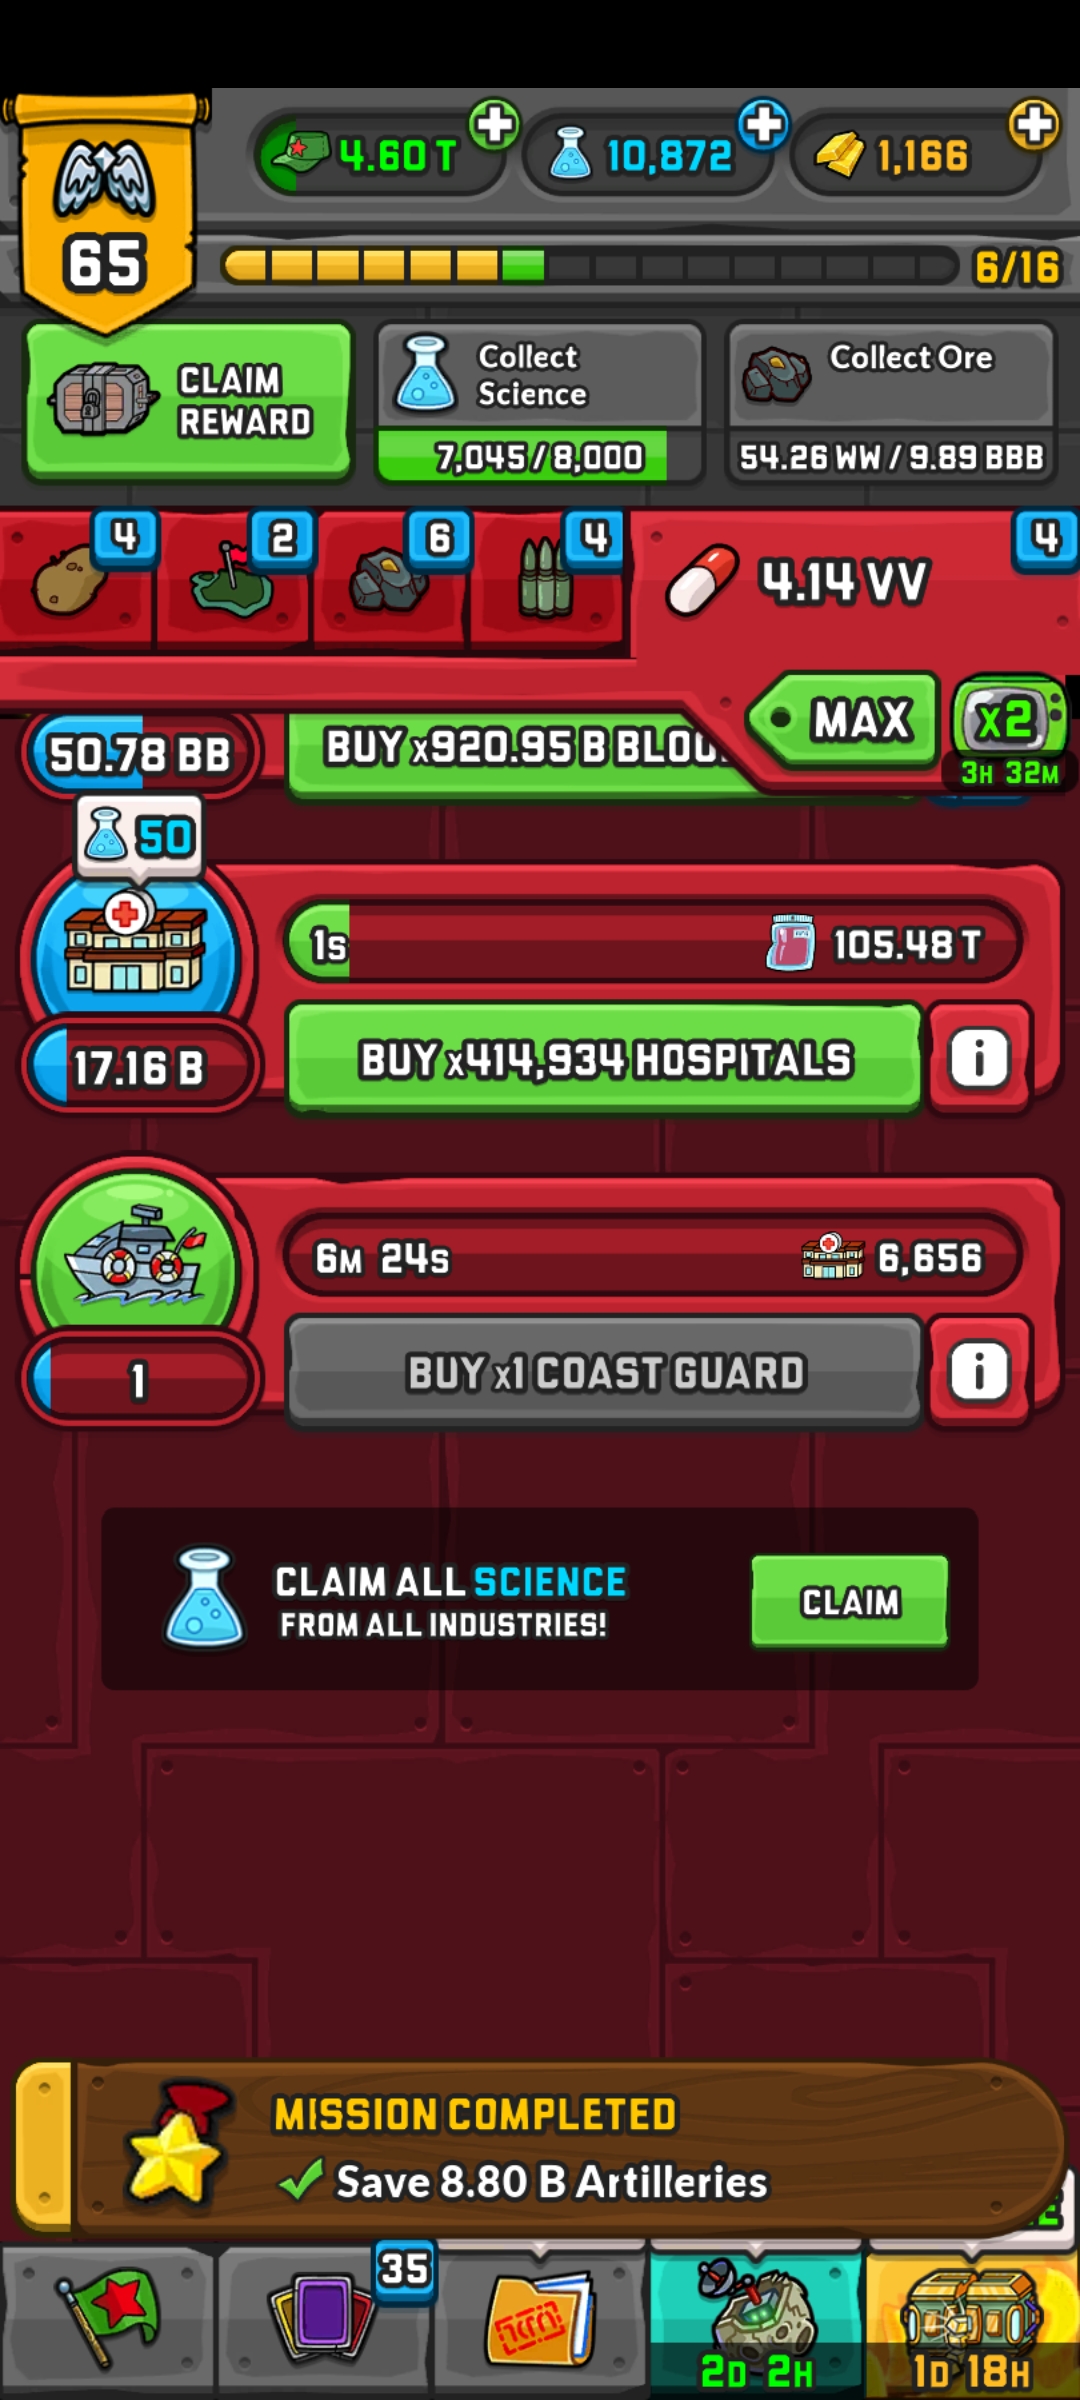 4.60 T
10,872
1,166
65
6/16
CLAIM
REWARD
Collect
Science
7,045/8,000
Collect Ore
54.26 WW / 9.89 BBB
4
2
6
4
4.14 VV
4
MAX
x2
3H 32M
50.78 BB
BUY x920.95 B BLOO
50
1s
105.48 T
17.16 B
BUY x414,934 HOSPITALS
i
6M 24s
6,656
1
BUY x1 COAST GUARD
i
CLAIM ALL SCIENCE
FROM ALL INDUSTRIES!
CLAIM
MISSION COMPLETED
Save 8.80 B Artilleries
35
2D 2H
1D 18H